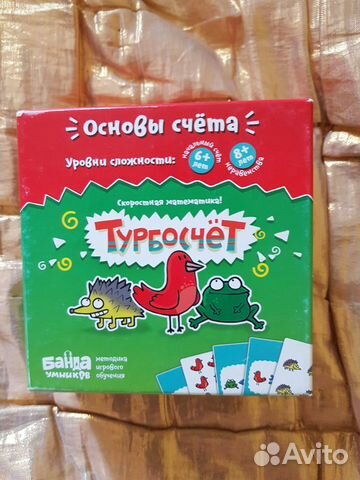 Основы счёта
Уровни сложности:
6+
лет
начальный счёт
8+
лет
неравенства
Скоростная математика!
Турбосчёт
Банда
умников
методика
игрового
обучения
Avito